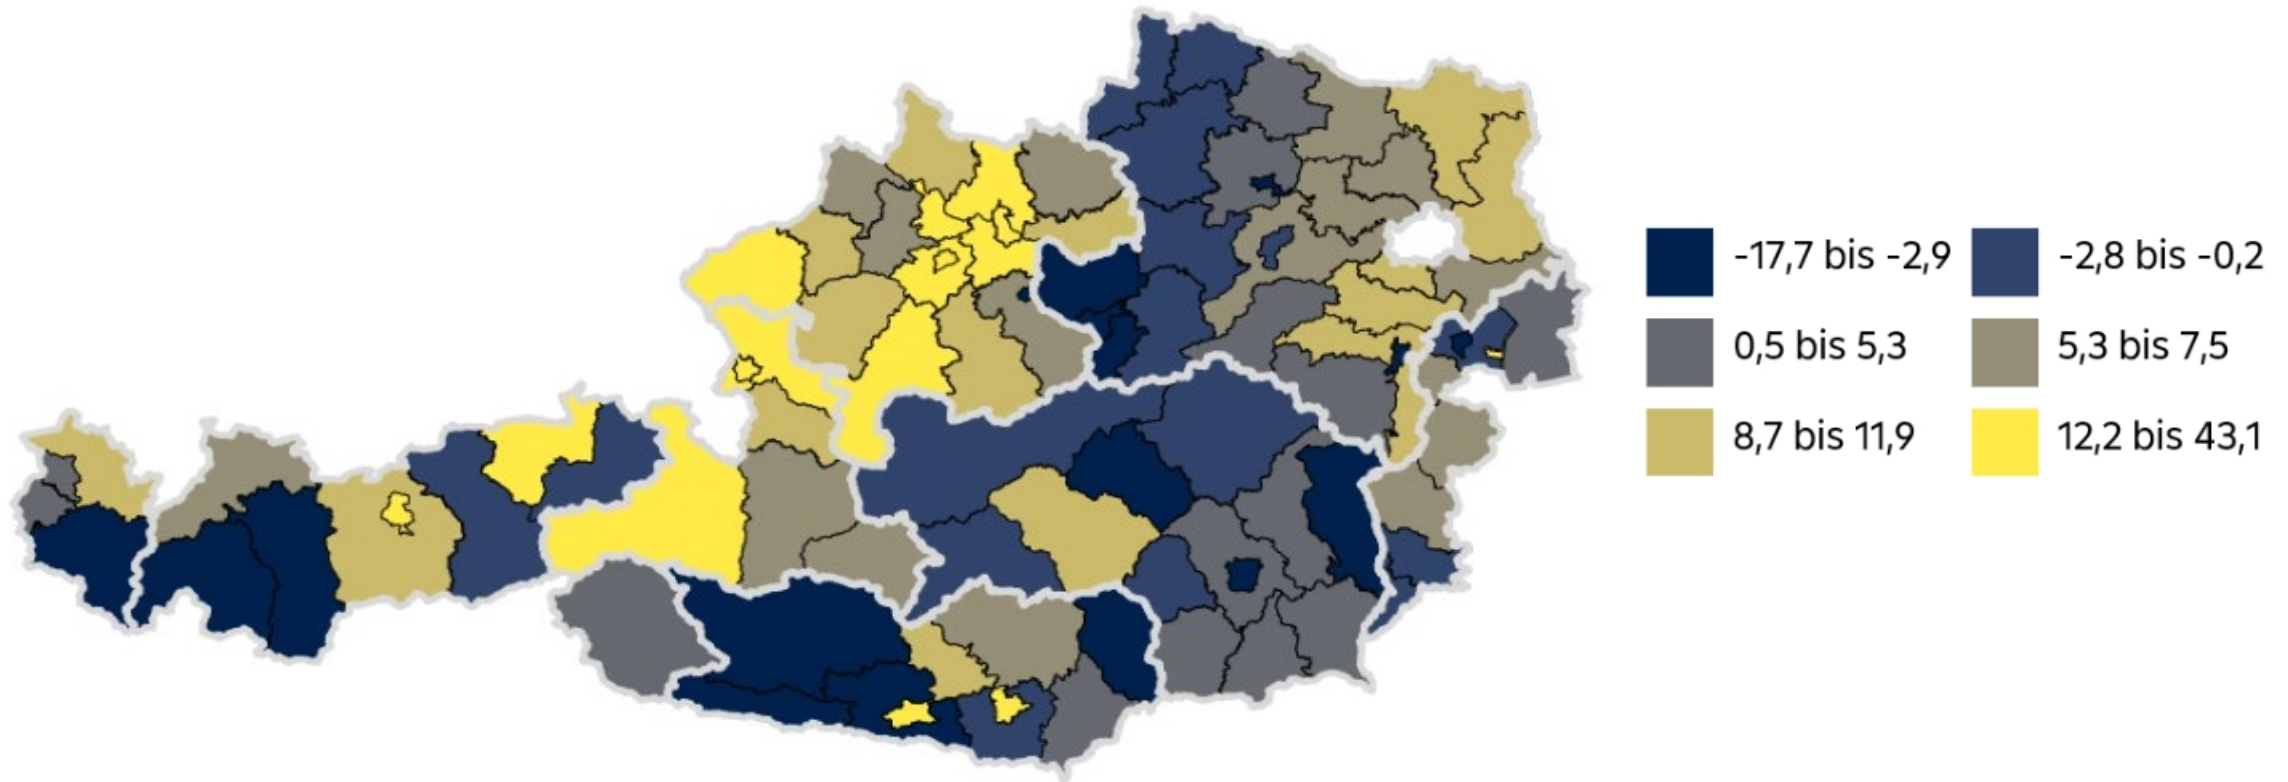 -17,7 bis -2,9 -2,8 bis -0,2
0,5 bis 5,3 5,3 bis 7,5
8,7 bis 11,9 12,2 bis 43,1